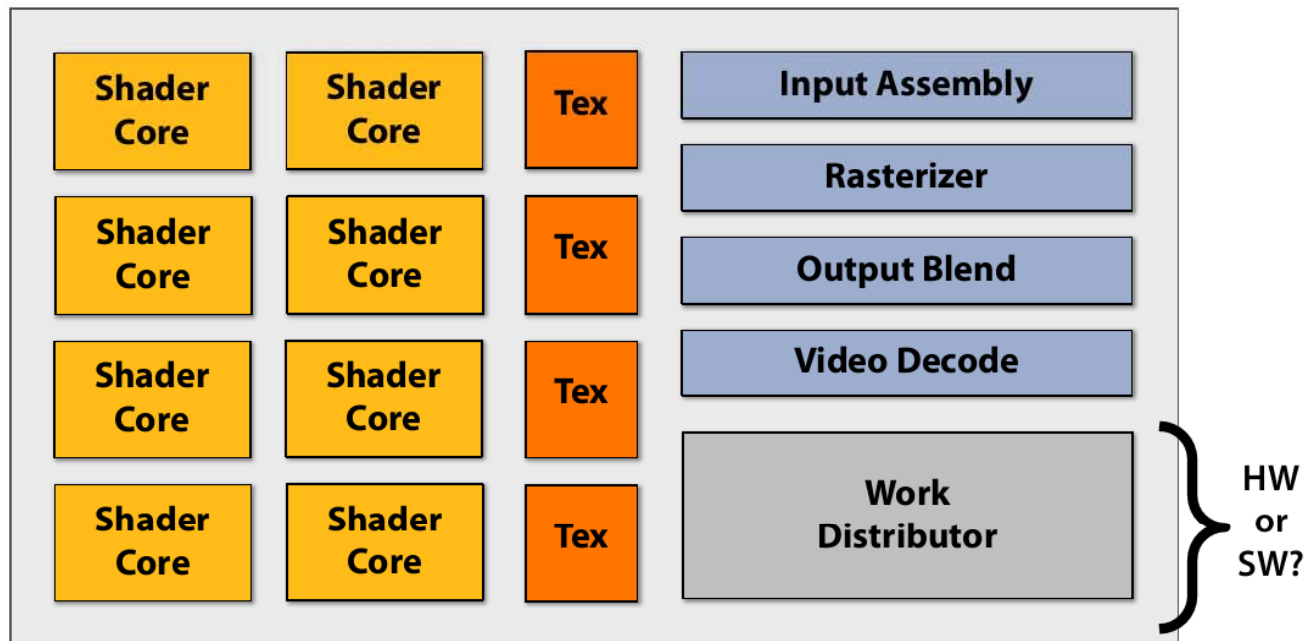 Shader
Core
Shader
Core
Tex
Input Assembly
Shader
Core
Shader
Core
Tex
Rasterizer
Output Blend
Shader
Core
Shader
Core
Tex
Video Decode
Shader
Core
Shader
Core
Tex
Work
Distributor
HW
or
SW?